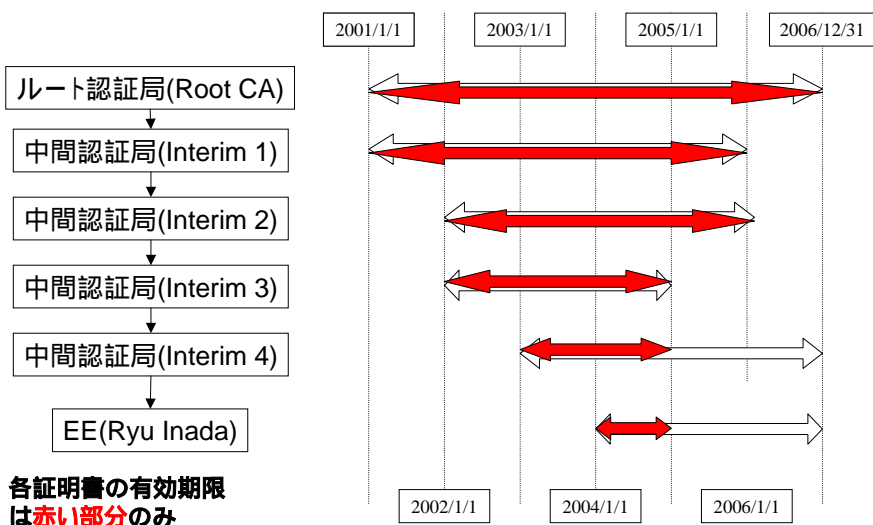 2001/1/1
2003/1/1
2005/1/1
2006/12/31
ルート認証局(Root CA)
中間認証局(Interim 1)
中間認証局(Interim 2)
中間認証局(Interim 3)
中間認証局(Interim 4)
EE(Ryu Inada)
各証明書の有効期限
は赤い部分のみ
2002/1/1
2004/1/1
2006/1/1